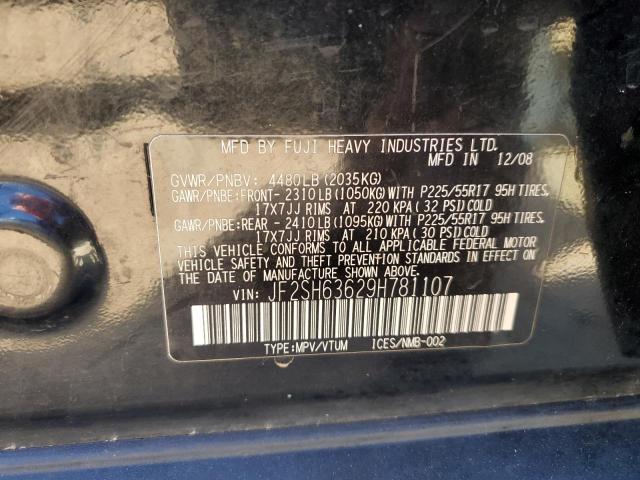 MFD BY FUJI HEAVY INDUSTRIES LTD.
MFD IN 12/08
GVWR/PNBV: 4480LB(2035KG)
GAWR/PNBE:FRONT- 2310LB(1050KG)WITH P225/55R17 95H TIRES,
17X7JJ RIMS AT 220 KPA(32 PSI)COLD
GAWR/PNBE:REAR -2410LB(1095KG)WITH P225/55R17 95H TIRES,
17X7JJ RIMS AT 210 KPA(30 PSI)COLD
THIS VEHICLE CONFORMS TO ALL APPLICABLE FEDERAL MOTOR
VEHICLE SAFETY AND THEFT PREVENTION STANDARDS IN EFFECT ON
THE DATE OF MANUFACTURE SHOWN ABOVE.
VIN: JF2SH63629H781107
TYPE:MPV/VTUM ICES/NMB-002